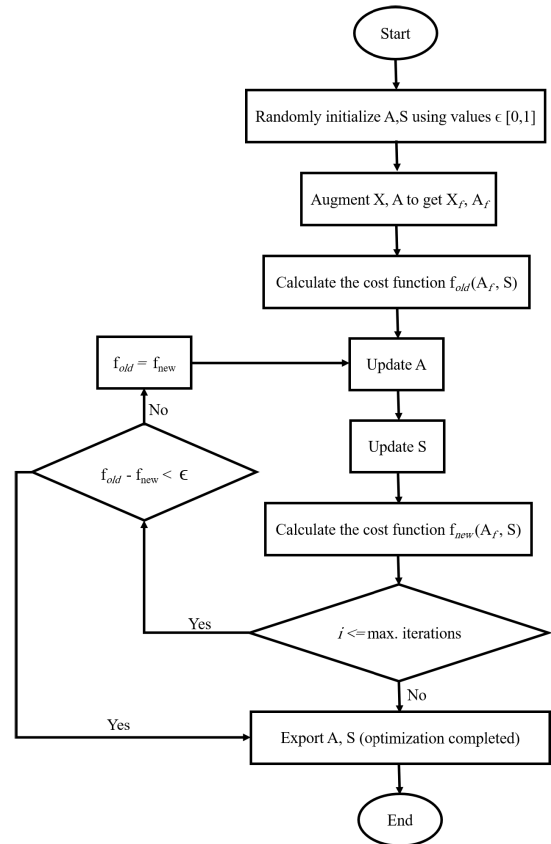 Start
Randomly initialize A,S using values ϵ [0,1]
Augment X, A to get X_f, A_f
Calculate the cost function f_old(A_f, S)
f_old = f_new
Update A
No
Update S
f_old - f_new < ϵ
Calculate the cost function f_new(A_f, S)
Yes
i <= max. iterations
No
Yes
Export A, S (optimization completed)
End